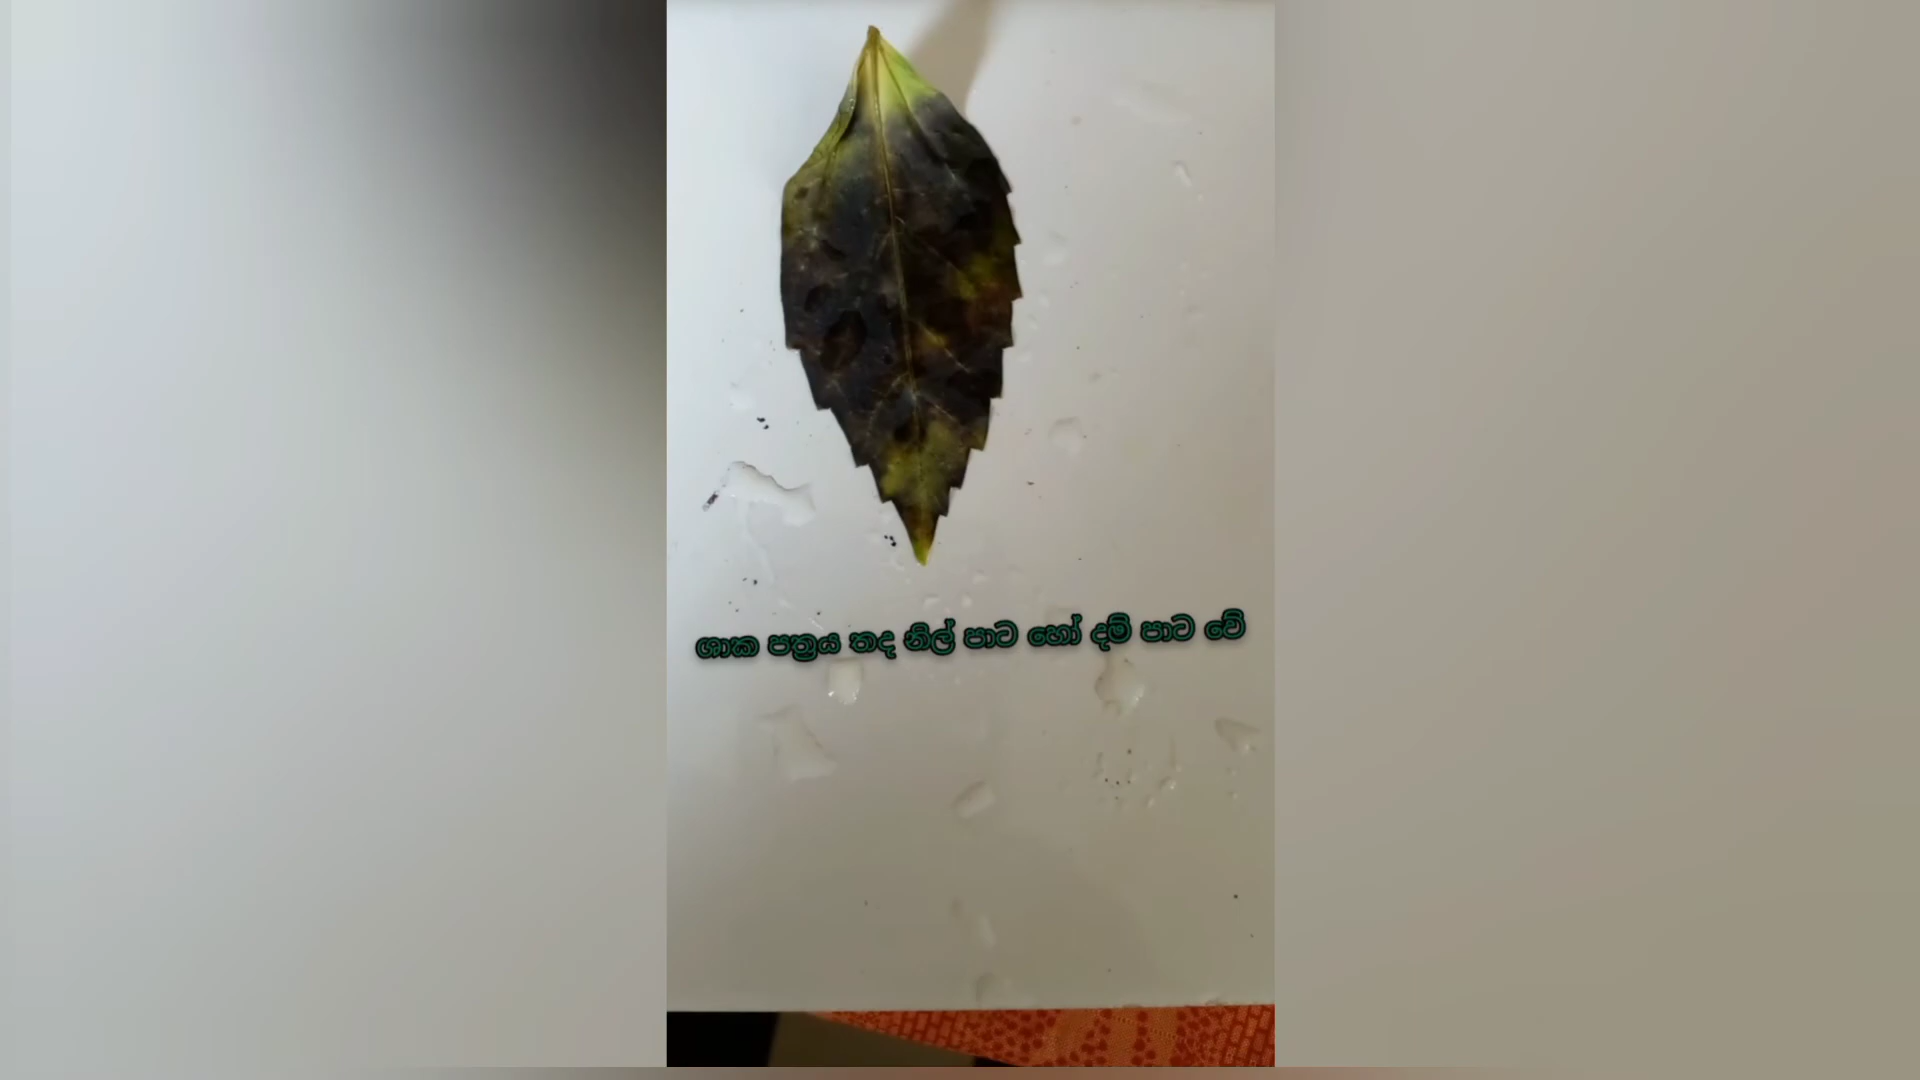 ශාක පත්‍රය තද නිල් පාට හෝ දම් පාට වේ